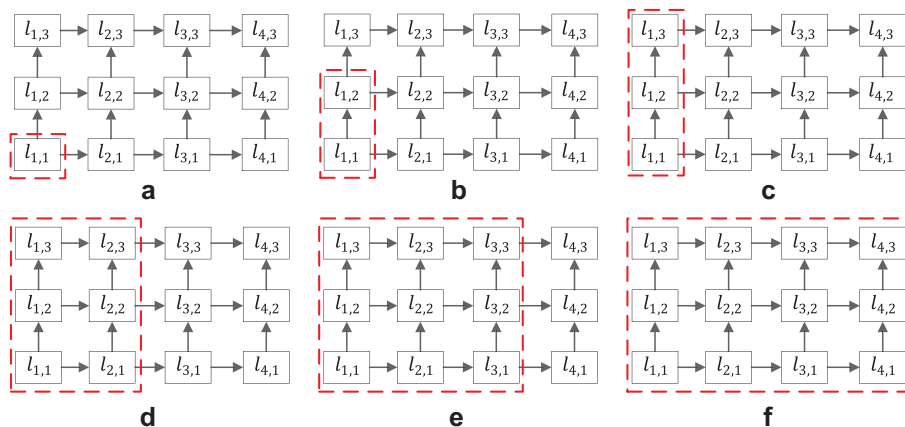 l1,3 l2,3 l3,3 l4,3 l1,3 l2,3 l3,3 l4,3 l1,3 l2,3 l3,3 l4,3
l1,2 l2,2 l3,2 l4,2 l1,2 l2,2 l3,2 l4,2 l1,2 l2,2 l3,2 l4,2
l1,1 l2,1 l3,1 l4,1 l1,1 l2,1 l3,1 l4,1 l1,1 l2,1 l3,1 l4,1
a b c
l1,3 l2,3 l3,3 l4,3 l1,3 l2,3 l3,3 l4,3 l1,3 l2,3 l3,3 l4,3
l1,2 l2,2 l3,2 l4,2 l1,2 l2,2 l3,2 l4,2 l1,2 l2,2 l3,2 l4,2
l1,1 l2,1 l3,1 l4,1 l1,1 l2,1 l3,1 l4,1 l1,1 l2,1 l3,1 l4,1
d e f